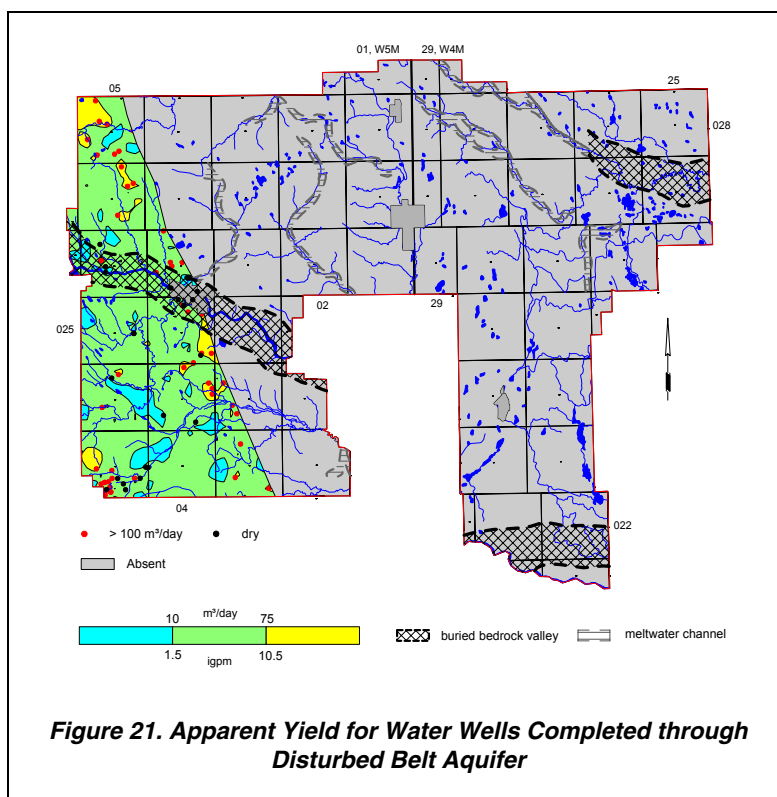 01, W5M 29, W4M
05
25
028
025
02
29
04
022
> 100 m³/day
dry
Absent
10 m³/day 75
1.5 igpm 10.5
buried bedrock valley
meltwater channel
Figure 21. Apparent Yield for Water Wells Completed through
Disturbed Belt Aquifer